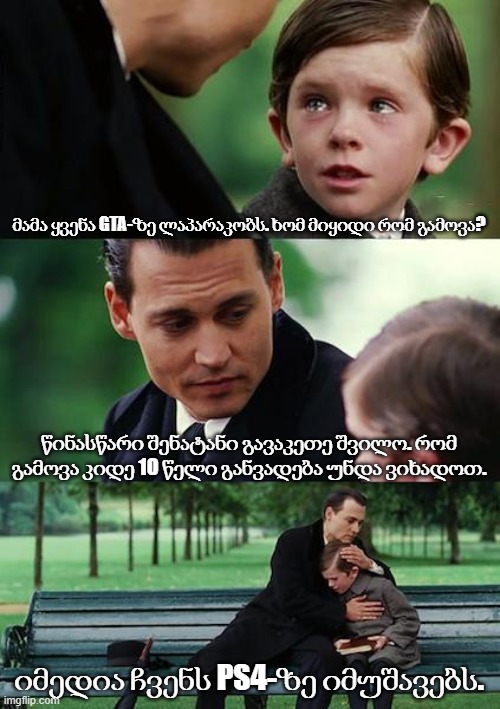 მამა ყვენა GTA-ზე ლაპარაკობს. ხომ მიყიდი რომ გამოვა?
წინასწარი შენატანი გავაკეთე შვილო. რომ
გამოვა კიდე 10 წელი განვადება უნდა ვიხადოთ.
იმედია ჩვენს PS4-ზე იმუშავებს.
imgflip.com